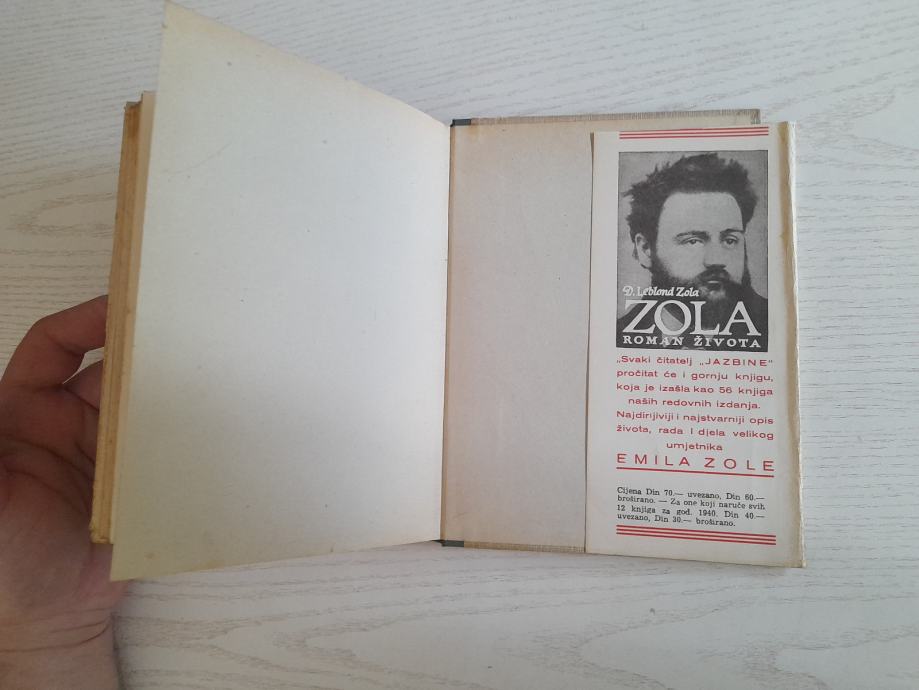 D. Leblond Zola
ZOLA
ROMAN ŽIVOTA
„Svaki čitatelj „JAZBINE“
pročitat će i gornju knjigu,
koja je izašla kao 56 knjiga
naših redovnih izdanja.
Najdirljiviji i najstvarniji opis
života, rada i djela velikog
umjetnika
EMILA ZOLE
Cijena Din 70.— uvezano, Din 60.—
broširano. — Za one koji naruče svih
12 knjiga za god. 1940. Din 40.—
uvezano, Din 30.— broširano.